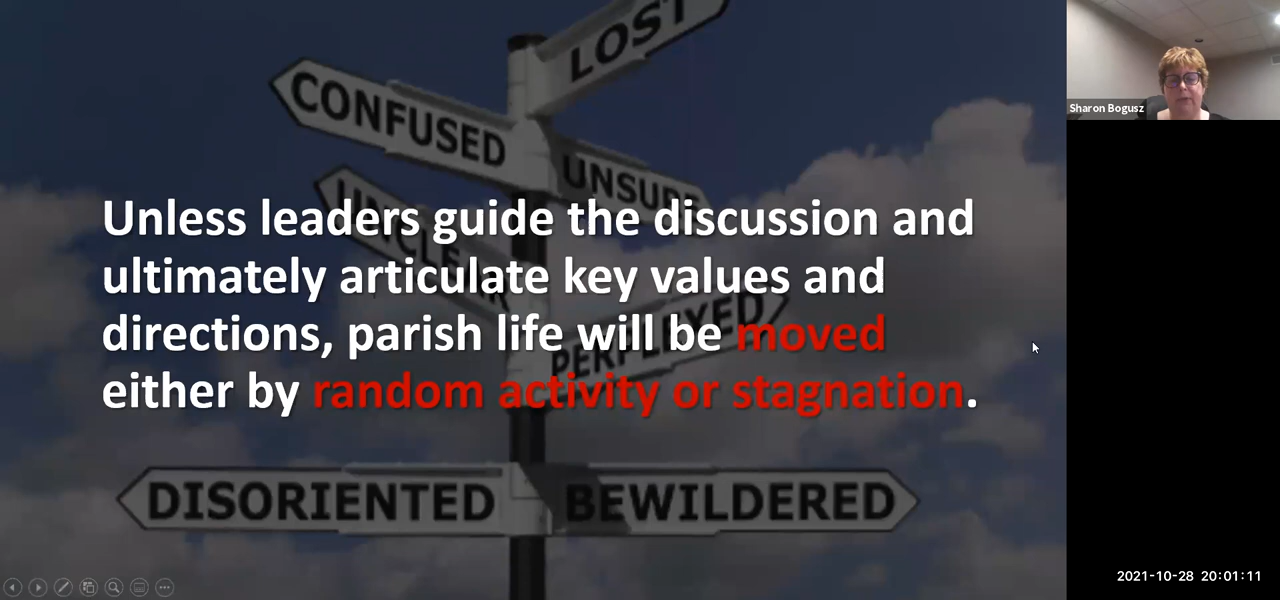 LOST
CONFUSED
UNSURE
UNCLEAR
Sharon Bogusz
Unless leaders guide the discussion and
ultimately articulate key values and
directions, parish life will be moved
either by random activity or stagnation.
PERPLEXED
DISORIENTED
BEWILDERED
2021-10-28 20:01:11